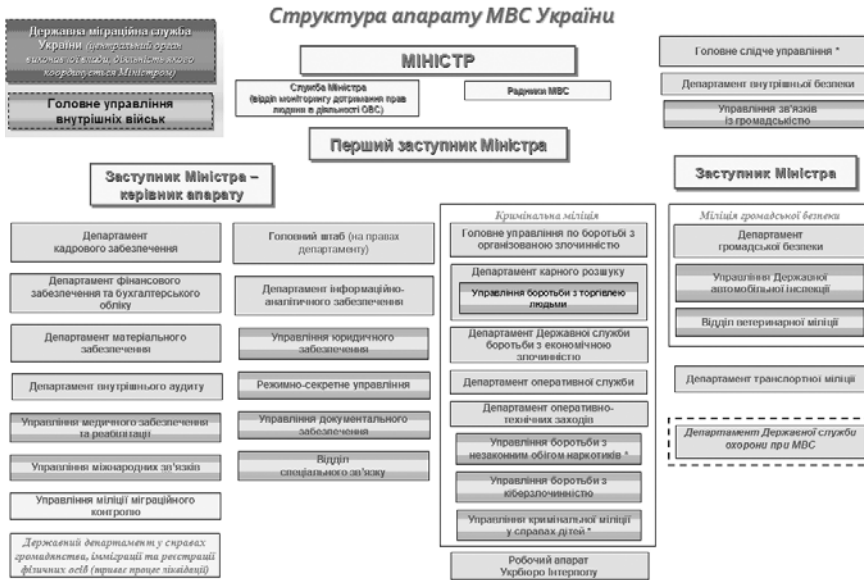 Структура апарату МВС України
Державна міграційна служба
України (центральний орган
виконавчої влади, діяльність якого
координується Міністром)
Головне управління
внутрішніх військ
МІНІСТР
Служба Міністра
(відділ моніторингу дотримання прав
людини в діяльності ОВС)
Радники МВС
Головне слідче управління *
Департамент внутрішньої безпеки
Управління зв'язків
із громадськістю
Перший заступник Міністра
Заступник Міністра –
керівник апарату
Заступник Міністра
Департамент
кадрового забезпечення
Департамент фінансового
забезпечення та бухгалтерського
обліку
Департамент матеріального
забезпечення
Департамент внутрішнього аудиту
Управління медичного забезпечення
та реабілітації
Управління міжнародних зв'язків
Управління міліції міграційного
контролю
Державний департамент у справах
громадянства, імміграції та реєстрації
фізичних осіб (триває процес ліквідації)
Головний штаб (на правах
департаменту)
Департамент інформаційно-
аналітичного забезпечення
Управління юридичного
забезпечення
Режимно-секретне управління
Управління документального
забезпечення
Відділ
спеціального зв'язку
Кримінальна міліція
Головне управління по боротьбі з
організованою злочинністю
Департамент карного розшуку
Управління боротьби з торгівлею
людьми
Департамент Державної служби
боротьби з економічною
злочинністю
Департамент оперативної служби
Департамент оперативно-
технічних заходів
Управління боротьби з
незаконним обігом наркотиків *
Управління боротьби з
кіберзлочинністю
Управління кримінальної міліції
у справах дітей *
Робочий апарат
Укрбюро Інтерполу
Міліція громадської безпеки
Департамент
громадської безпеки
Управління Державної
автомобільної інспекції
Відділ ветеринарної міліції
Департамент транспортної міліції
Департамент Державної служби
охорони при МВС